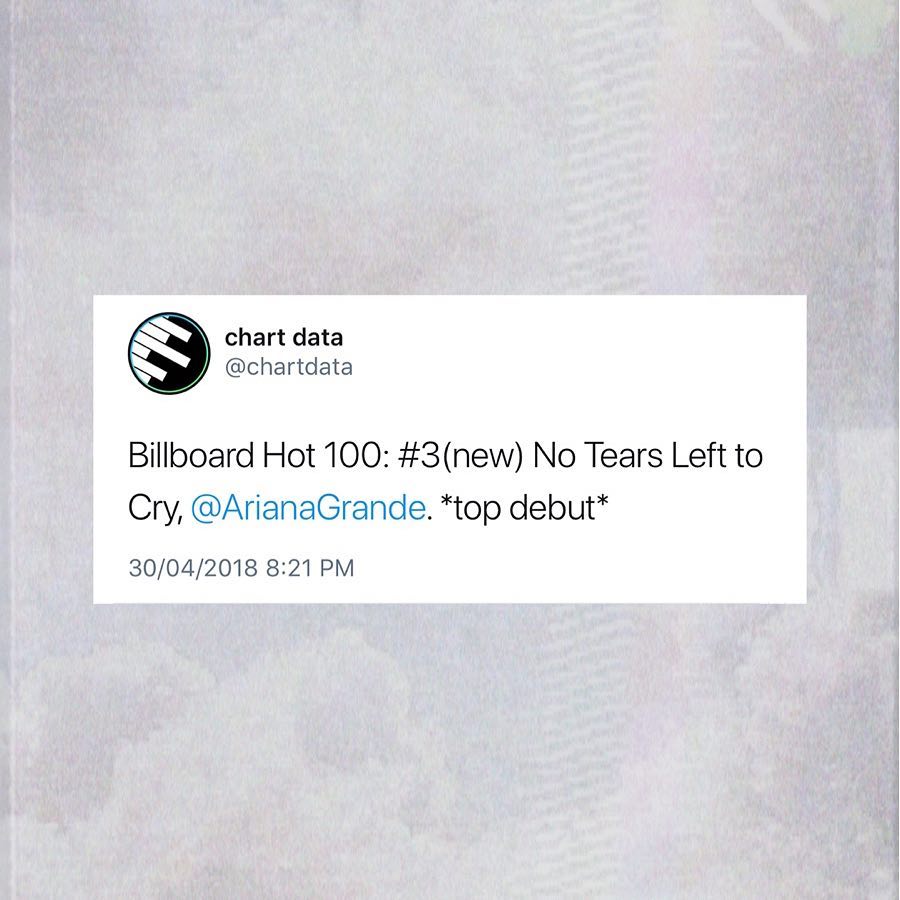 chart data
@chartdata
Billboard Hot 100: #3(new) No Tears Left to
Cry, @ArianaGrande. *top debut*
30/04/2018 8:21 PM